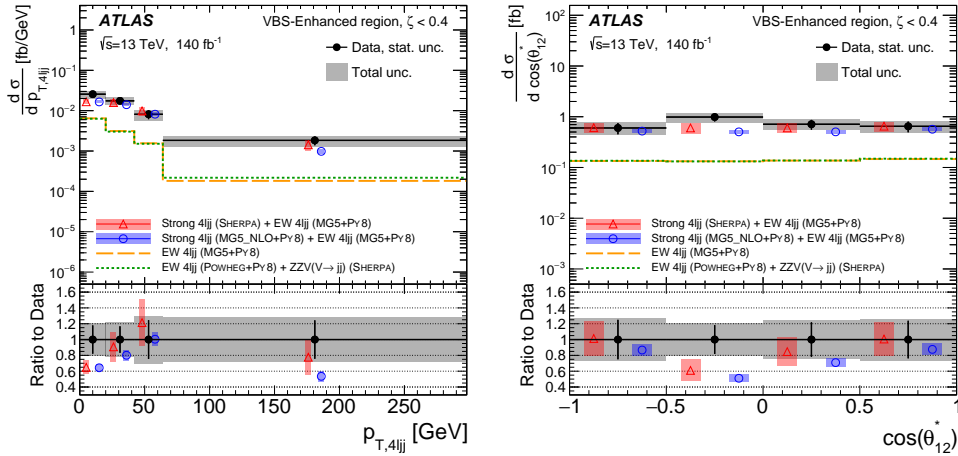 ATLAS
VBS-Enhanced region, ζ < 0.4
√s=13 TeV, 140 fb⁻¹
Data, stat. unc.
Total unc.
d σ
d p_T,4ljj [fb/GeV]
10
1
10⁻¹
10⁻²
10⁻³
10⁻⁴
10⁻⁵
10⁻⁶
Strong 4ljj (SHERPA) + EW 4ljj (MG5+PY8)
Strong 4ljj (MG5_NLO+PY8) + EW 4ljj (MG5+PY8)
EW 4ljj (MG5+PY8)
EW 4ljj (POWHEG+PY8) + ZZV(V→ jj) (SHERPA)
Ratio to Data
1.6
1.4
1.2
1
0.8
0.6
0.4
0 50 100 150 200 250
p_T,4ljj [GeV]
ATLAS
VBS-Enhanced region, ζ < 0.4
√s=13 TeV, 140 fb⁻¹
Data, stat. unc.
Total unc.
d σ
d cos(θ*₁₂) [fb]
10²
10
1
10⁻¹
10⁻²
10⁻³
Strong 4ljj (SHERPA) + EW 4ljj (MG5+PY8)
Strong 4ljj (MG5_NLO+PY8) + EW 4ljj (MG5+PY8)
EW 4ljj (MG5+PY8)
EW 4ljj (POWHEG+PY8) + ZZV(V→ jj) (SHERPA)
Ratio to Data
1.6
1.4
1.2
1
0.8
0.6
0.4
−1 −0.5 0 0.5 1
cos(θ*₁₂)